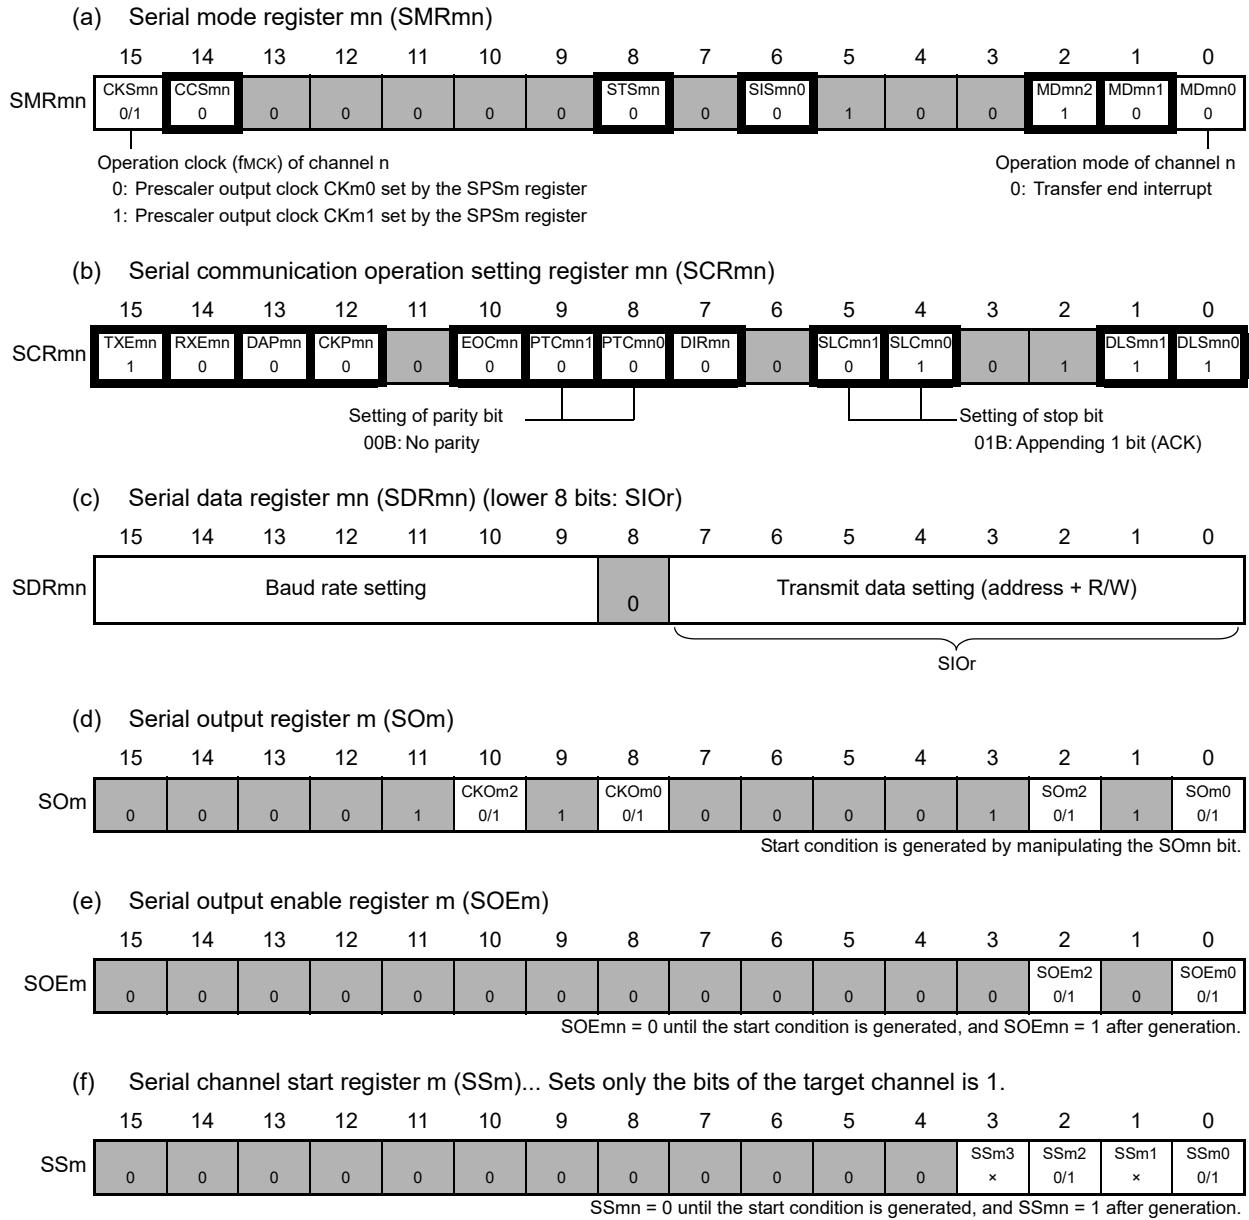 (a) Serial mode register mn (SMRmn)
15 14 13 12 11 10 9 8 7 6 5 4 3 2 1 0
CKSmn CCSmn STSmn SISmn0 MDmn2 MDmn1 MDmn0
SMRmn
0/1 0 0 0 0 0 0 0 0 0 1 0 0 1 0 0
Operation clock (fMCK) of channel n Operation mode of channel n
0: Prescaler output clock CKm0 set by the SPSm register 0: Transfer end interrupt
1: Prescaler output clock CKm1 set by the SPSm register
(b) Serial communication operation setting register mn (SCRmn)
15 14 13 12 11 10 9 8 7 6 5 4 3 2 1 0
TXEmn RXEmn DAPmn CKPmn EOCmn PTCmn1 PTCmn0 DIRmn SLCmn1 SLCmn0 DLSmn1 DLSmn0
SCRmn
1 0 0 0 0 0 0 0 0 0 0 1 0 1 1 1
Setting of parity bit Setting of stop bit
00B: No parity 01B: Appending 1 bit (ACK)
(c) Serial data register mn (SDRmn) (lower 8 bits: SIOr)
15 14 13 12 11 10 9 8 7 6 5 4 3 2 1 0
SDRmn Baud rate setting 0 Transmit data setting (address + R/W)
SIOr
(d) Serial output register m (SOm)
15 14 13 12 11 10 9 8 7 6 5 4 3 2 1 0
CKOm2 CKOm0 SOm2 SOm0
SOm
0 0 0 0 1 0/1 1 0/1 0 0 0 0 1 0/1 1 0/1
Start condition is generated by manipulating the SOmn bit.
(e) Serial output enable register m (SOEm)
15 14 13 12 11 10 9 8 7 6 5 4 3 2 1 0
SOEm2 SOEm0
SOEm
0 0 0 0 0 0 0 0 0 0 0 0 0 0/1 0 0/1
SOEmn = 0 until the start condition is generated, and SOEmn = 1 after generation.
(f) Serial channel start register m (SSm)... Sets only the bits of the target channel is 1.
15 14 13 12 11 10 9 8 7 6 5 4 3 2 1 0
SSm3 SSm2 SSm1 SSm0
SSm
0 0 0 0 0 0 0 0 0 0 0 0 × 0/1 × 0/1
SSmn = 0 until the start condition is generated, and SSmn = 1 after generation.